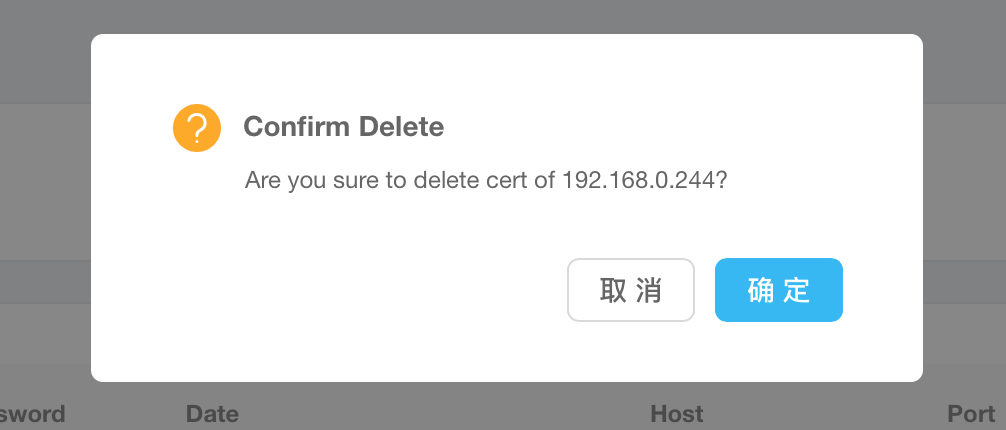 ?
Confirm Delete
Are you sure to delete cert of 192.168.0.244?
取 消 确 定
sword Date Host Port